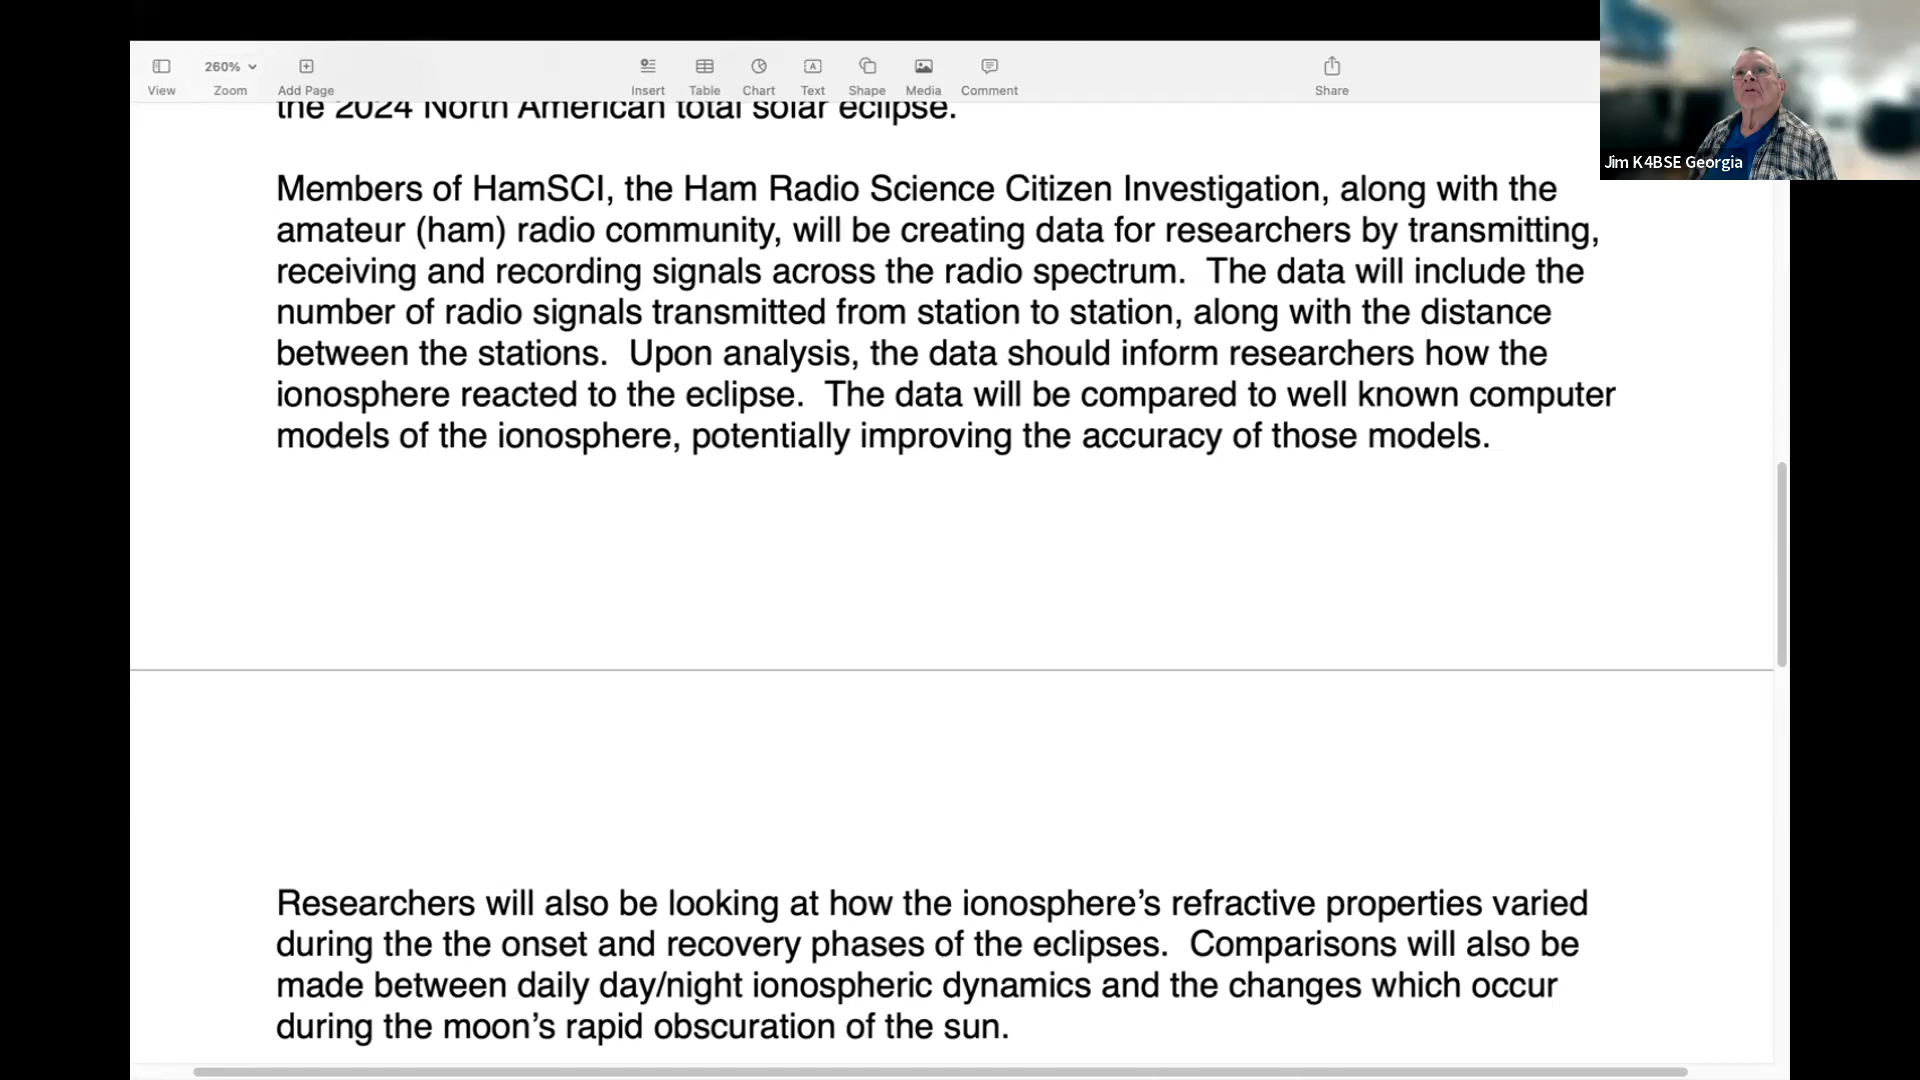 260%
View
Zoom
Add Page
Insert
Table
Chart
Text
Shape
Media
Comment
Share
Jim K4BSE Georgia
the 2024 North American total solar eclipse.
Members of HamSCI, the Ham Radio Science Citizen Investigation, along with the
amateur (ham) radio community, will be creating data for researchers by transmitting,
receiving and recording signals across the radio spectrum.  The data will include the
number of radio signals transmitted from station to station, along with the distance
between the stations.  Upon analysis, the data should inform researchers how the
ionosphere reacted to the eclipse.  The data will be compared to well known computer
models of the ionosphere, potentially improving the accuracy of those models.
Researchers will also be looking at how the ionosphere’s refractive properties varied
during the the onset and recovery phases of the eclipses.  Comparisons will also be
made between daily day/night ionospheric dynamics and the changes which occur
during the moon’s rapid obscuration of the sun.